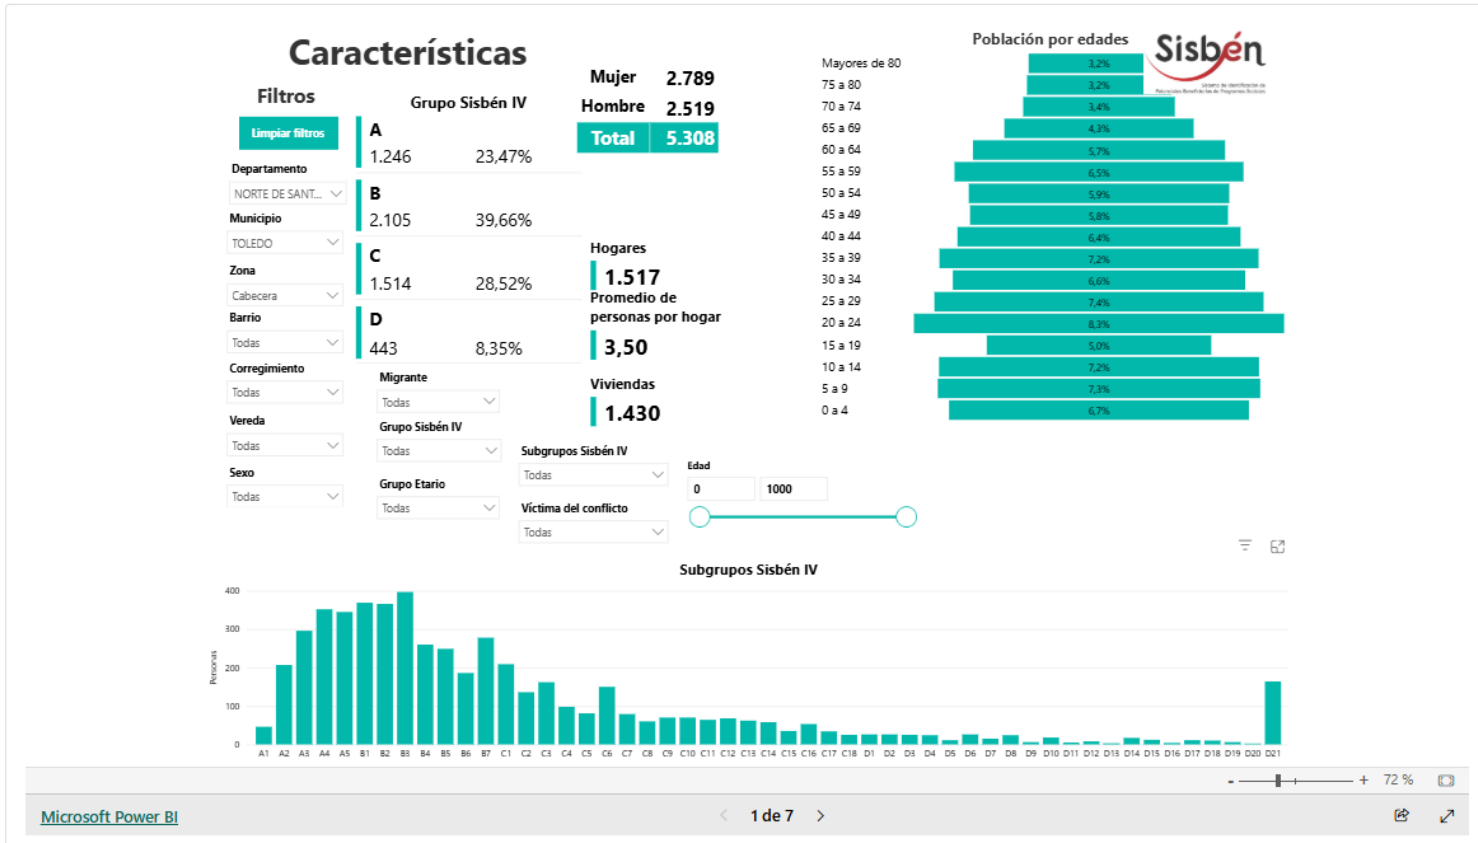 Características
Filtros
Limpiar filtros
Departamento
NORTE DE SANT...
Municipio
TOLEDO
Zona
Cabecera
Barrio
Todas
Corregimiento
Todas
Vereda
Todas
Sexo
Todas
Grupo Sisbén IV
A
1.246 23,47%
B
2.105 39,66%
C
1.514 28,52%
D
443 8,35%
Migrante
Todas
Grupo Sisbén IV
Todas
Grupo Etario
Todas
Mujer 2.789
Hombre 2.519
Total 5.308
Hogares
1.517
Promedio de
personas por hogar
3,50
Viviendas
1.430
Subgrupos Sisbén IV
Todas
Víctima del conflicto
Todas
Edad
0 1000
Población por edades
Sisbén
Sistema de Identificación de
Potenciales Beneficiarios de Programas Sociales
Mayores de 80 3,2%
75 a 80 3,2%
70 a 74 3,4%
65 a 69 4,3%
60 a 64 5,7%
55 a 59 6,5%
50 a 54 5,9%
45 a 49 5,8%
40 a 44 6,4%
35 a 39 7,2%
30 a 34 6,6%
25 a 29 7,4%
20 a 24 8,3%
15 a 19 5,0%
10 a 14 7,2%
5 a 9 7,3%
0 a 4 6,7%
Subgrupos Sisbén IV
Personas
400
300
200
100
0
A1 A2 A3 A4 A5 B1 B2 B3 B4 B5 B6 B7 C1 C2 C3 C4 C5 C6 C7 C8 C9 C10 C11 C12 C13 C14 C15 C16 C17 C18 D1 D2 D3 D4 D5 D6 D7 D8 D9 D10 D11 D12 D13 D14 D15 D16 D17 D18 D19 D20 D21
- + 72 %
Microsoft Power BI
1 de 7